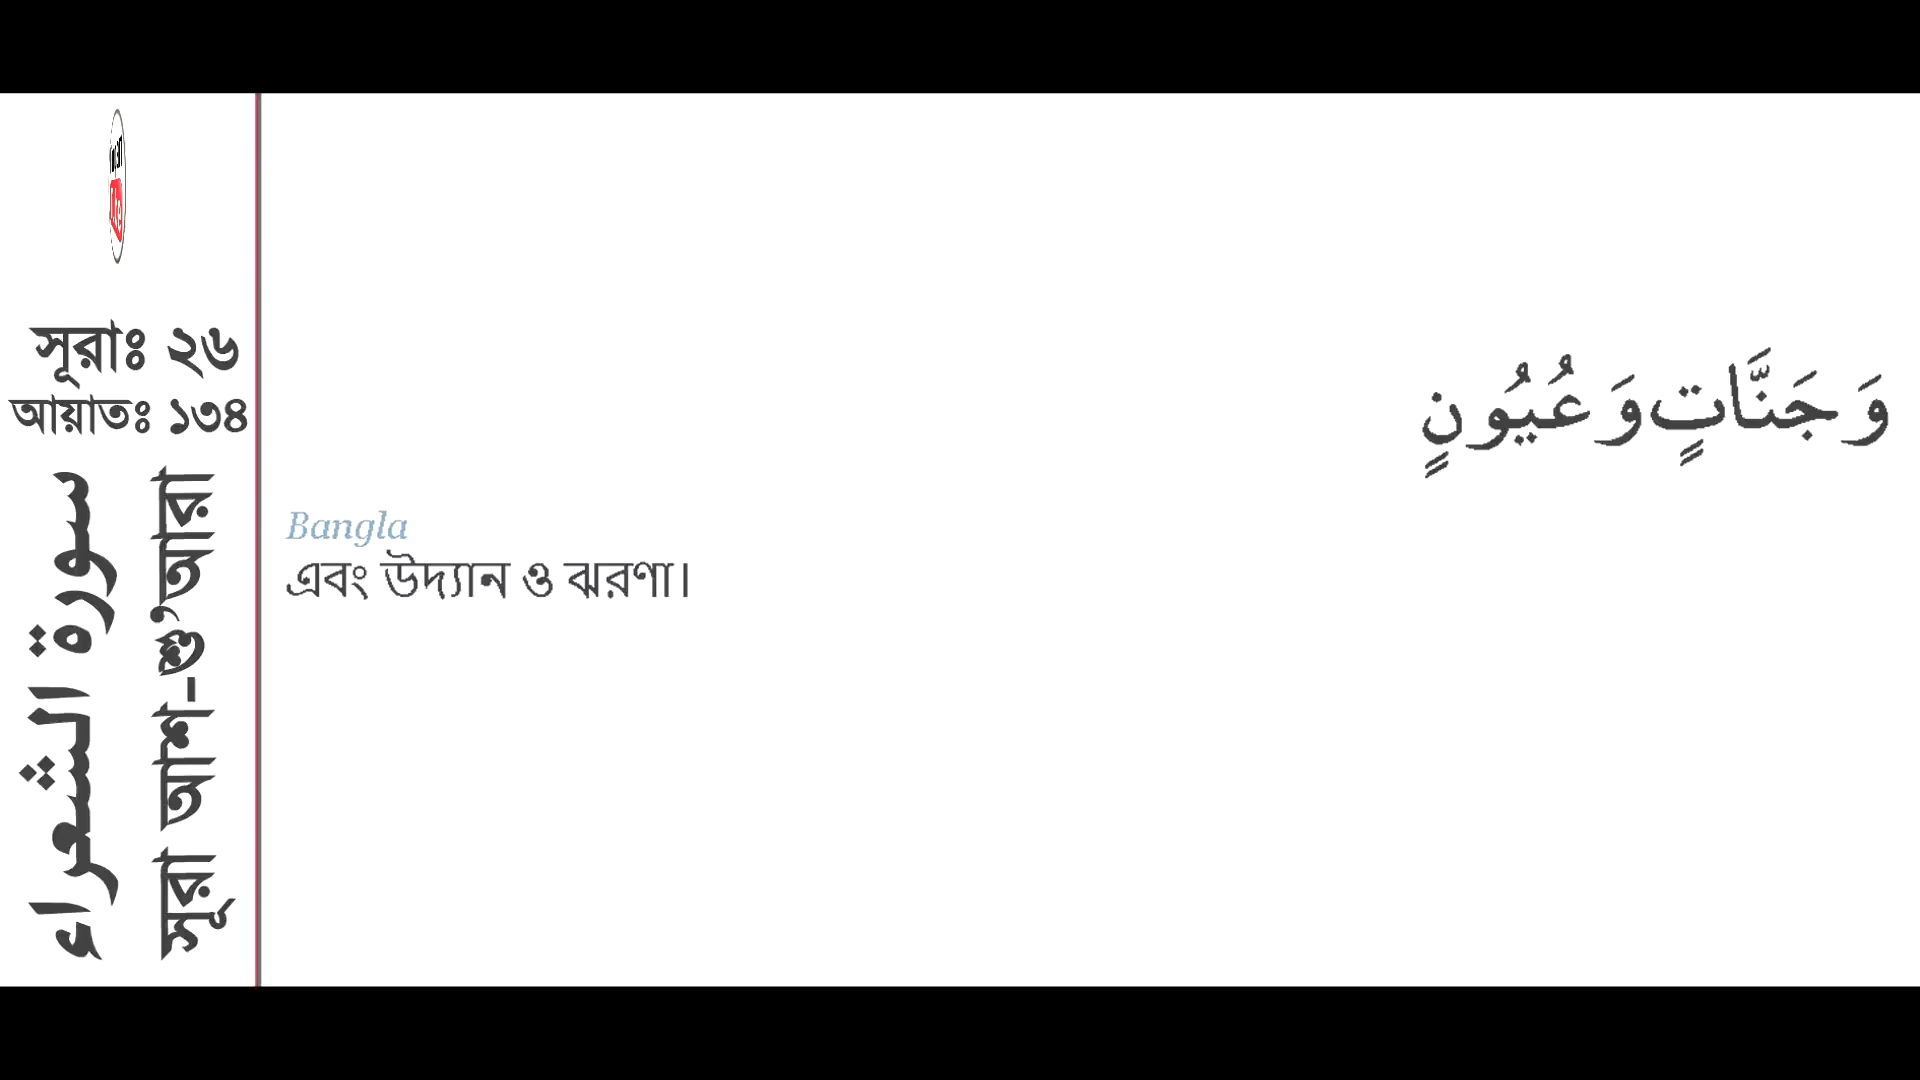 সূরাঃ ২৬
আয়াতঃ ১৩৪
سورة الشعراء
সূরা আশ-শু’আরা
وَجَنَّاتٍ وَعُيُونٍ
Bangla
এবং উদ্যান ও ঝরণা।